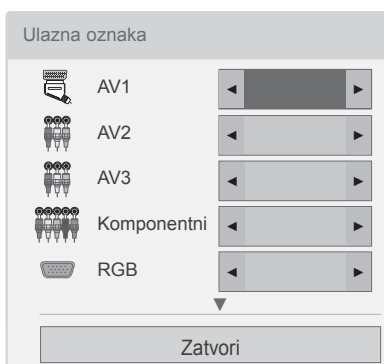 Ulazna oznaka
AV1
AV2
AV3
Komponentni
RGB
Zatvori